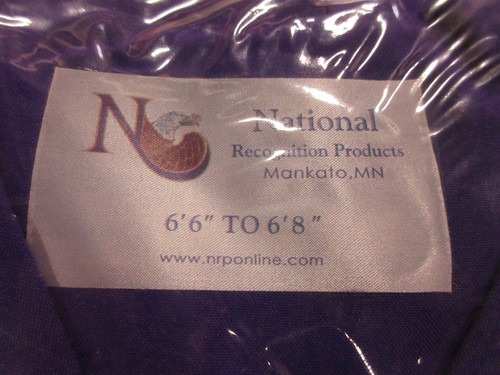 N
National
Recognition Products
Mankato,MN
6'6" TO 6'8"
www.nrponline.com